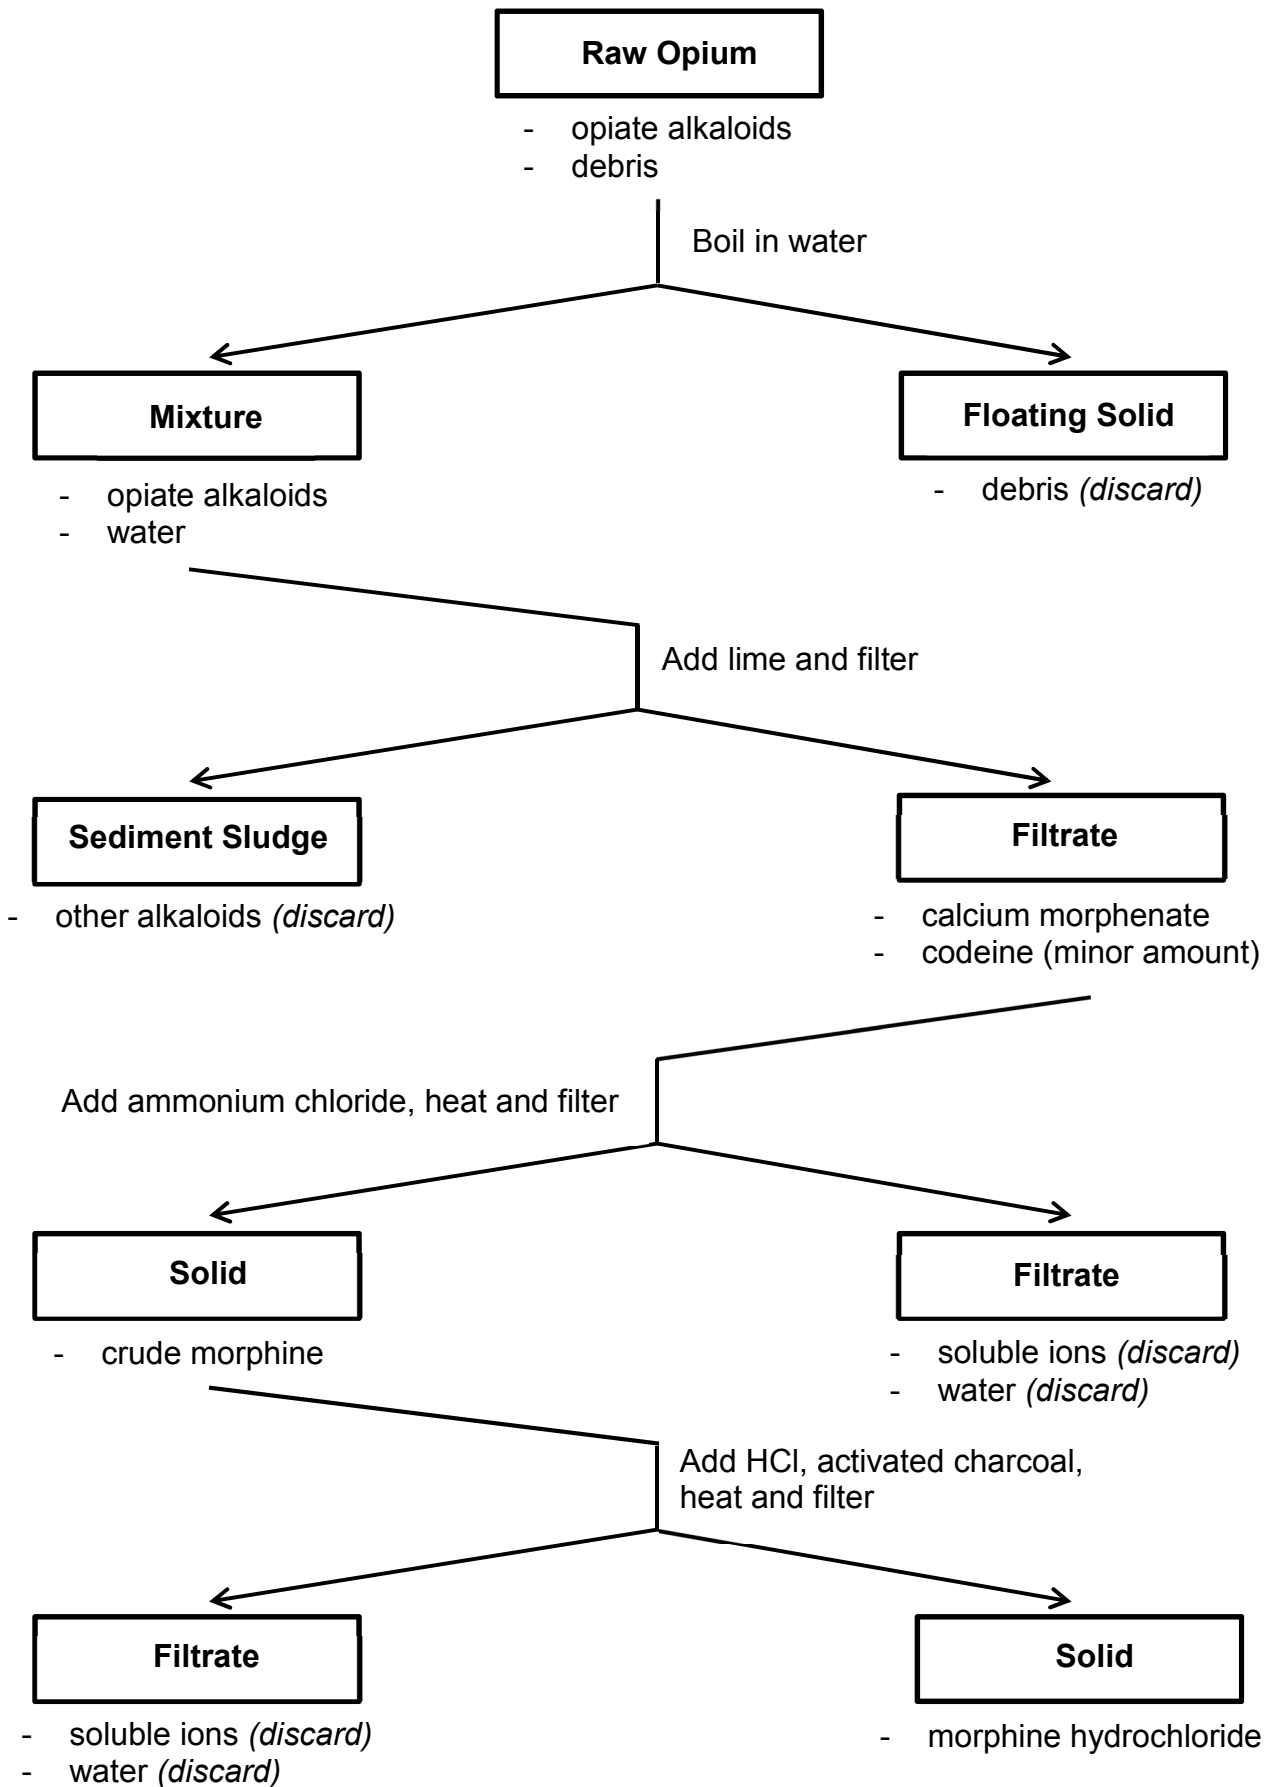 Raw Opium
- opiate alkaloids
- debris
Boil in water
Mixture
- opiate alkaloids
- water
Floating Solid
- debris (discard)
Add lime and filter
Sediment Sludge
- other alkaloids (discard)
Filtrate
- calcium morphenate
- codeine (minor amount)
Add ammonium chloride, heat and filter
Solid
- crude morphine
Filtrate
- soluble ions (discard)
- water (discard)
Add HCl, activated charcoal,
heat and filter
Filtrate
- soluble ions (discard)
- water (discard)
Solid
- morphine hydrochloride